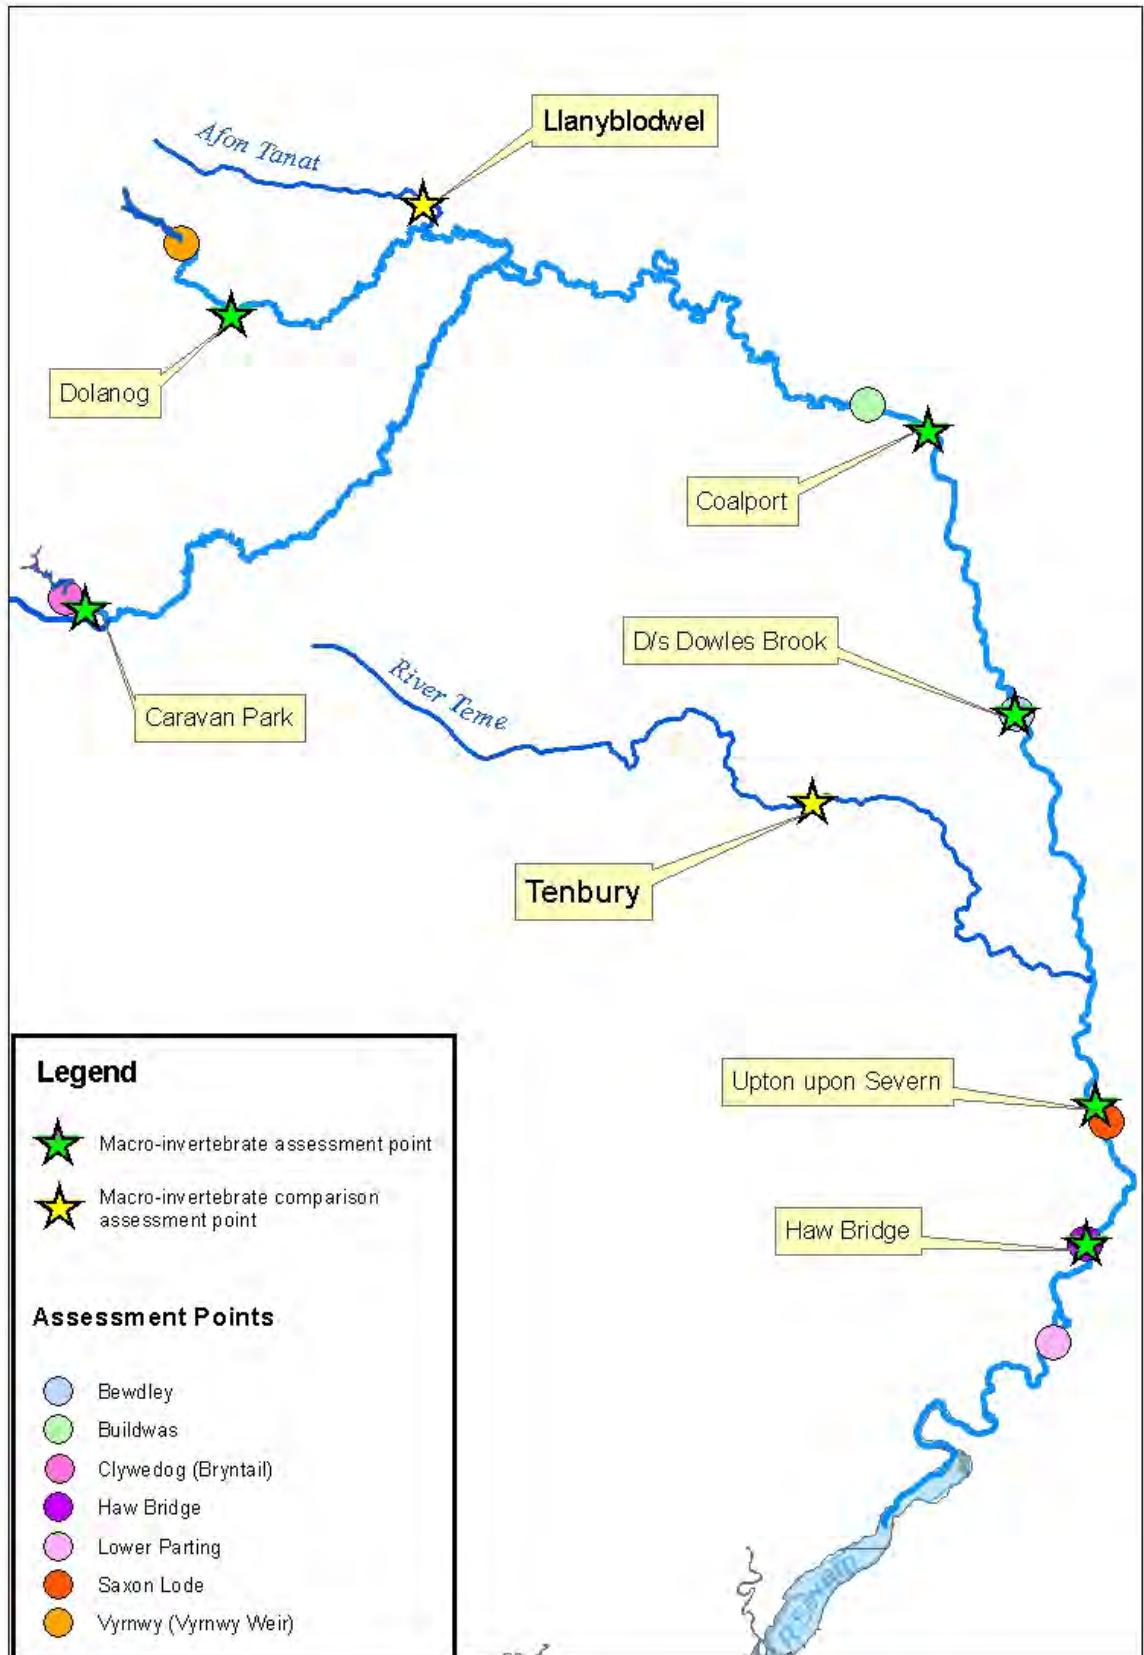 Llanyblodwel
Afon Tanat
Dolanog
Coalport
D/s Dowles Brook
River Teme
Caravan Park
Tenbury
Upton upon Severn
Haw Bridge
Legend
Macro-invertebrate assessment point
Macro-invertebrate comparison
assessment point
Assessment Points
Bewdley
Buildwas
Clywedog (Bryntail)
Haw Bridge
Lower Parting
Saxon Lode
Vyrnwy (Vyrnwy Weir)